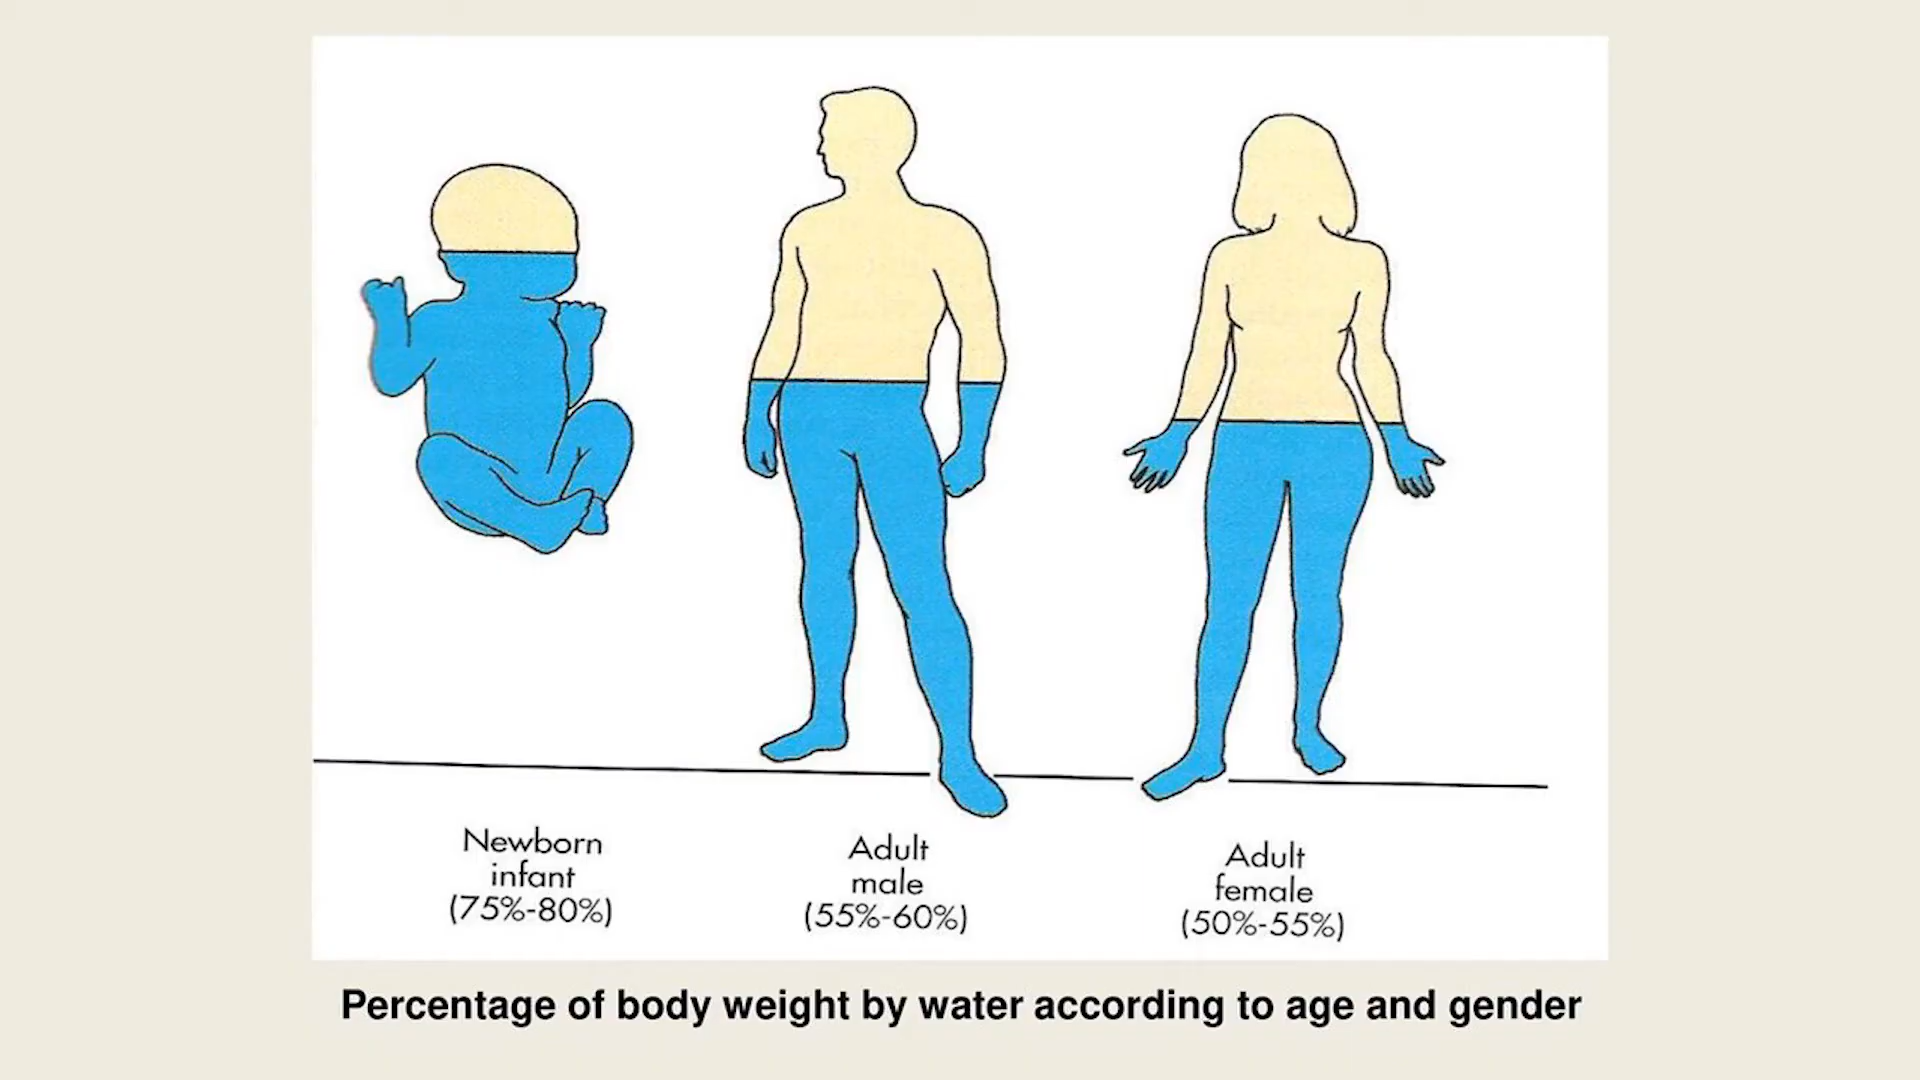 Newborn
infant
(75%-80%)
Adult
male
(55%-60%)
Adult
female
(50%-55%)
Percentage of body weight by water according to age and gender